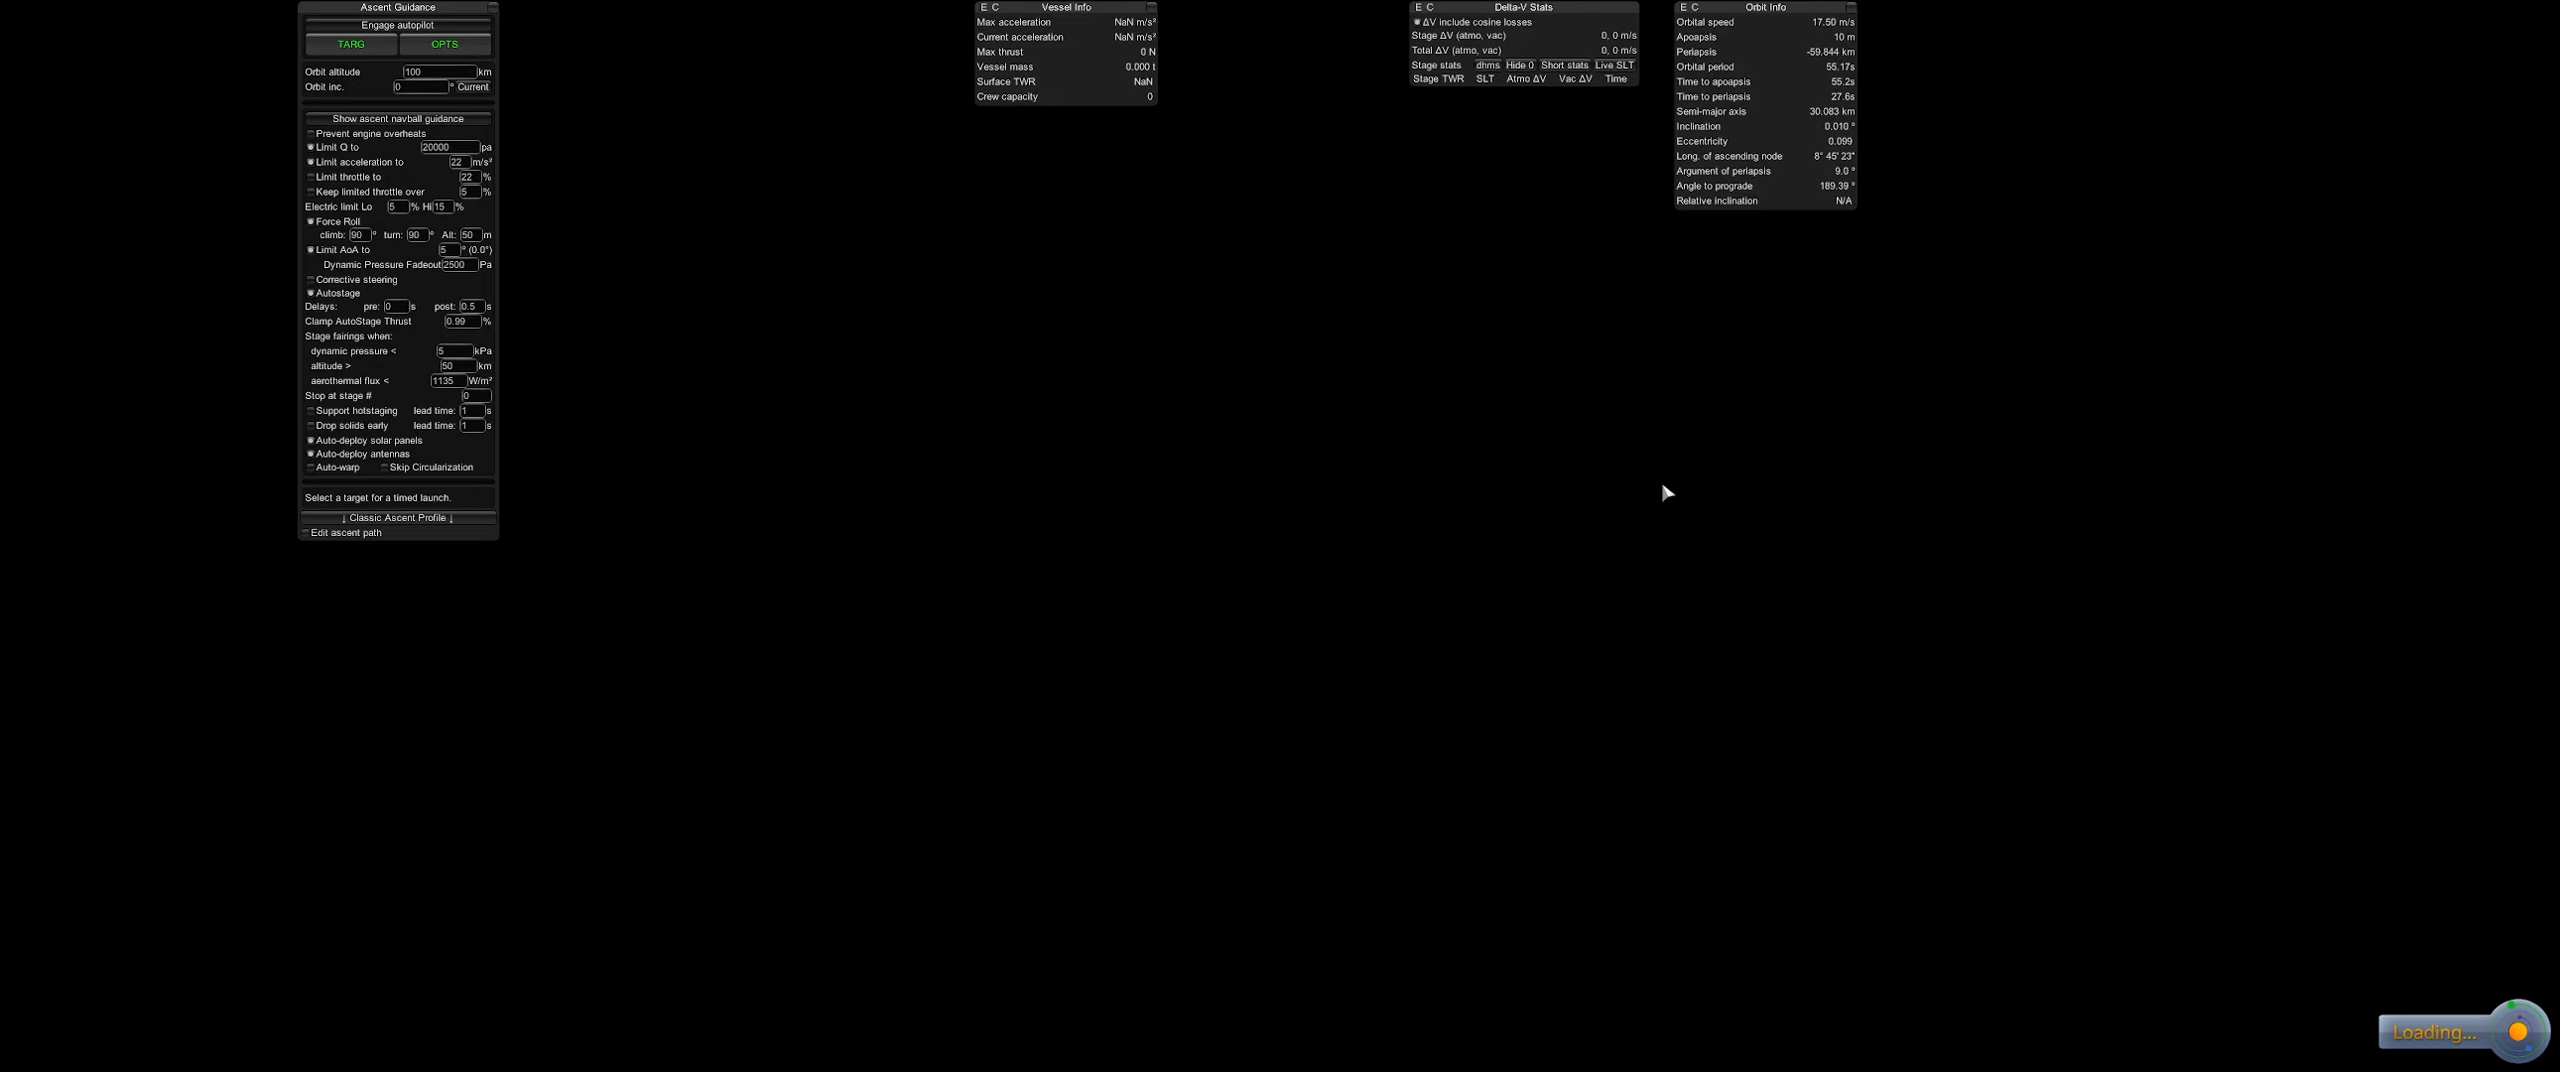 Ascent Guidance
Engage autopilot
TARG OPTS
Orbit altitude 100 km
Orbit inc. 0 ° Current
Show ascent navball guidance
Prevent engine overheats
Limit Q to 20000 pa
Limit acceleration to 22 m/s²
Limit throttle to 22 %
Keep limited throttle over 5 %
Electric limit Lo 5 % Hi 15 %
Force Roll
climb: 90 ° turn: 90 ° Alt: 50 m
Limit AoA to 5 ° (0.0°)
Dynamic Pressure Fadeout 2500 Pa
Corrective steering
Autostage
Delays: pre: 0 s post: 0.5 s
Clamp AutoStage Thrust 0.99 %
Stage fairings when:
dynamic pressure < 5 kPa
altitude > 50 km
aerothermal flux < 1135 W/m²
Stop at stage # 0
Support hotstaging lead time: 1 s
Drop solids early lead time: 1 s
Auto-deploy solar panels
Auto-deploy antennas
Auto-warp Skip Circularization
Select a target for a timed launch.
↓ Classic Ascent Profile ↓
Edit ascent path
E C Vessel Info
Max acceleration NaN m/s²
Current acceleration NaN m/s²
Max thrust 0 N
Vessel mass 0.000 t
Surface TWR NaN
Crew capacity 0
E C Delta-V Stats
ΔV include cosine losses
Stage ΔV (atmo, vac) 0, 0 m/s
Total ΔV (atmo, vac) 0, 0 m/s
Stage stats dhms Hide 0 Short stats Live SLT
Stage TWR SLT Atmo ΔV Vac ΔV Time
E C Orbit Info
Orbital speed 17.50 m/s
Apoapsis 10 m
Periapsis -59.844 km
Orbital period 55.17s
Time to apoapsis 55.2s
Time to periapsis 27.6s
Semi-major axis 30.083 km
Inclination 0.010 °
Eccentricity 0.099
Long. of ascending node 8° 45' 23"
Argument of periapsis 9.0 °
Angle to prograde 189.39 °
Relative inclination N/A
Loading...